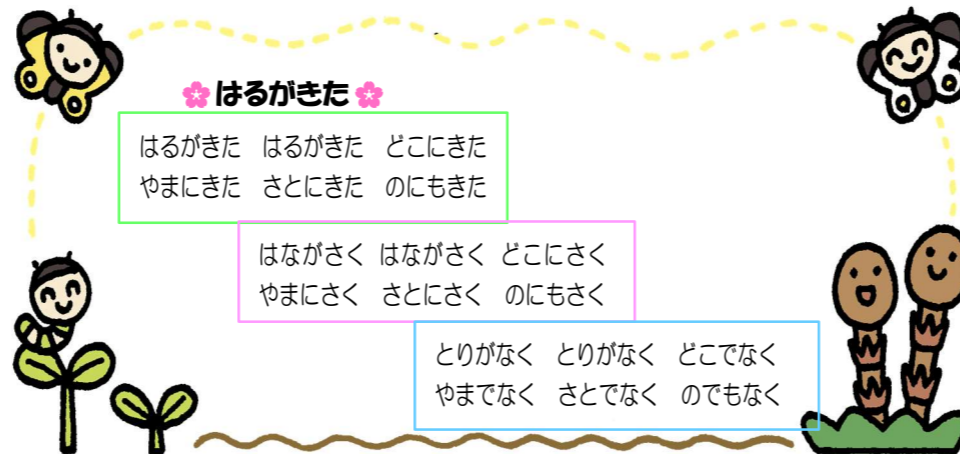 はるがきた
はるがきた　はるがきた　どこにきた
やまにきた　さとにきた　のにもきた
はながさく　はながさく　どこにさく
やまにさく　さとにさく　のにもさく
とりがなく　とりがなく　どこでなく
やまでなく　さとでなく　のでもなく